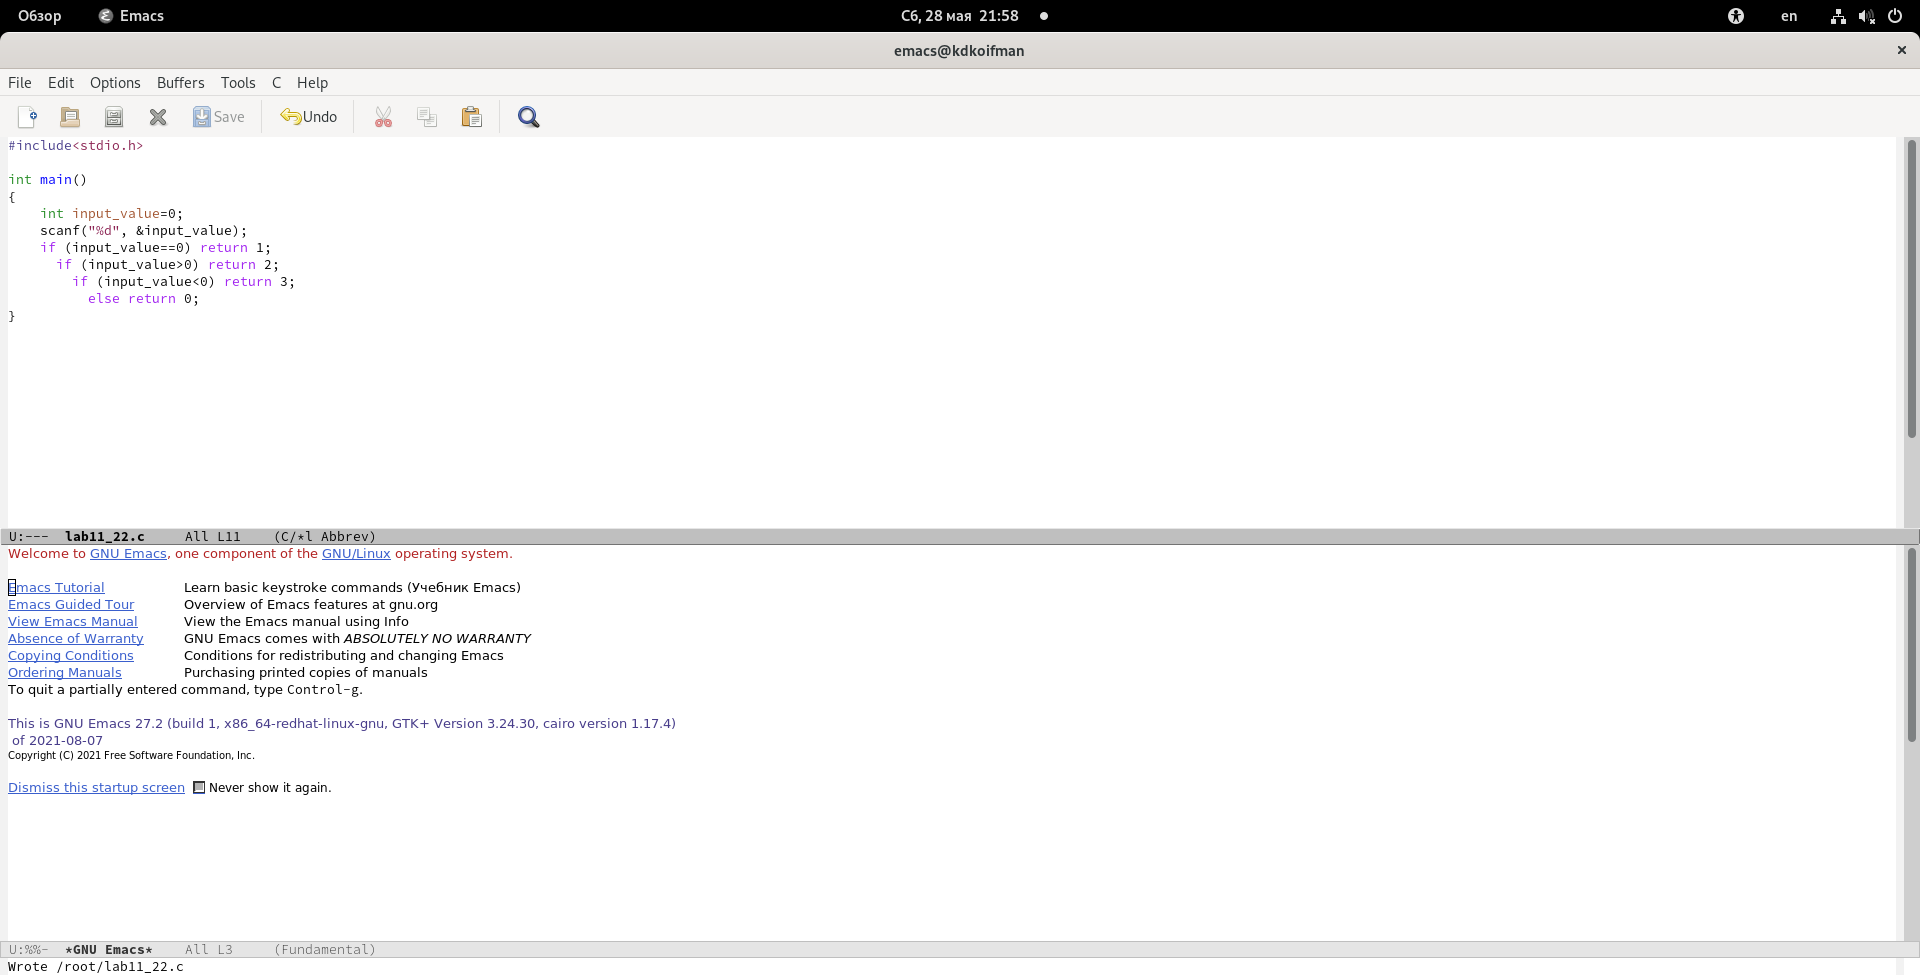 Обзор Emacs Сб, 28 мая 21:58 en
emacs@kdkoifman
File Edit Options Buffers Tools C Help
Save Undo
#include<stdio.h>
int main()
{
    int input_value=0;
    scanf("%d", &input_value);
    if (input_value==0) return 1;
      if (input_value>0) return 2;
        if (input_value<0) return 3;
          else return 0;
}
U:--- lab11_22.c All L11 (C/*l Abbrev)
Welcome to GNU Emacs, one component of the GNU/Linux operating system.
Emacs Tutorial Learn basic keystroke commands (Учебник Emacs)
Emacs Guided Tour Overview of Emacs features at gnu.org
View Emacs Manual View the Emacs manual using Info
Absence of Warranty GNU Emacs comes with ABSOLUTELY NO WARRANTY
Copying Conditions Conditions for redistributing and changing Emacs
Ordering Manuals Purchasing printed copies of manuals
To quit a partially entered command, type Control-g.
This is GNU Emacs 27.2 (build 1, x86_64-redhat-linux-gnu, GTK+ Version 3.24.30, cairo version 1.17.4)
 of 2021-08-07
Copyright (C) 2021 Free Software Foundation, Inc.
Dismiss this startup screen Never show it again.
U:%%- *GNU Emacs* All L3 (Fundamental)
Wrote /root/lab11_22.c